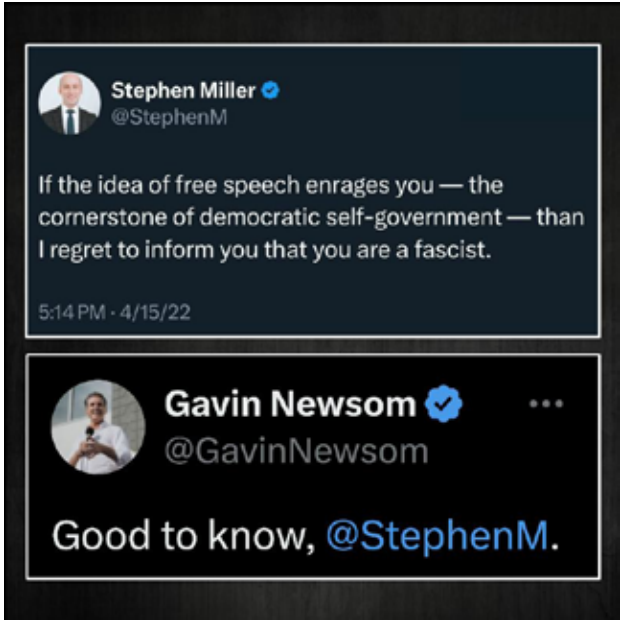 Stephen Miller
@StephenM
If the idea of free speech enrages you — the
cornerstone of democratic self-government — than
I regret to inform you that you are a fascist.
5:14 PM · 4/15/22
Gavin Newsom
@GavinNewsom
Good to know, @StephenM.